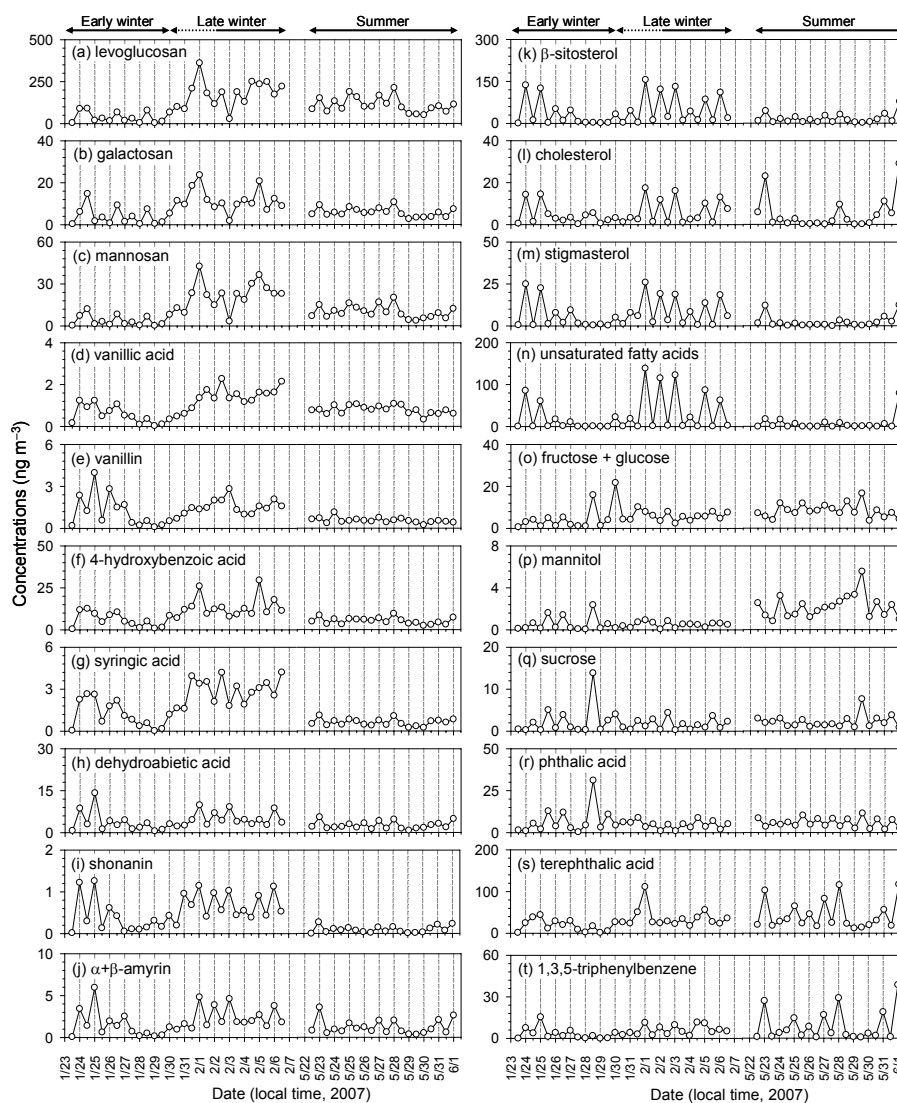 Early winter Late winter Summer Early winter Late winter Summer
500
250
0
(a) levoglucosan
40
20
0
(b) galactosan
60
30
0
(c) mannosan
4
2
0
(d) vanillic acid
6
3
0
(e) vanillin
50
25
0
(f) 4-hydroxybenzoic acid
6
3
0
(g) syringic acid
30
15
0
(h) dehydroabietic acid
2
1
0
(i) shonanin
10
5
0
(j) α+β-amyrin
Concentrations (ng m⁻³)
1/23 1/24 1/25 1/26 1/27 1/28 1/29 1/30 1/31 2/1 2/2 2/3 2/4 2/5 2/6 2/7 5/22 5/23 5/24 5/25 5/26 5/27 5/28 5/29 5/30 5/31 6/1
Date (local time, 2007)
300
150
0
(k) β-sitosterol
40
20
0
(l) cholesterol
50
25
0
(m) stigmasterol
200
100
0
(n) unsaturated fatty acids
40
20
0
(o) fructose + glucose
8
4
0
(p) mannitol
20
10
0
(q) sucrose
50
25
0
(r) phthalic acid
200
100
0
(s) terephthalic acid
60
30
0
(t) 1,3,5-triphenylbenzene
1/23 1/24 1/25 1/26 1/27 1/28 1/29 1/30 1/31 2/1 2/2 2/3 2/4 2/5 2/6 2/7 5/22 5/23 5/24 5/25 5/26 5/27 5/28 5/29 5/30 5/31
Date (local time, 2007)